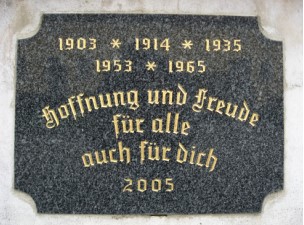 1903 * 1914 * 1935
1953 * 1965
Hoffnung und Freude
für alle
auch für dich
2005